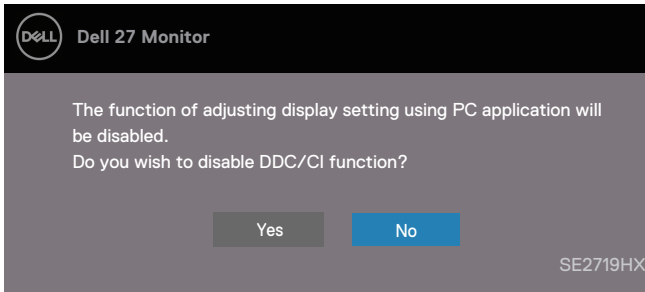 DELL Dell 27 Monitor
The function of adjusting display setting using PC application will
be disabled.
Do you wish to disable DDC/CI function?
Yes No
SE2719HX